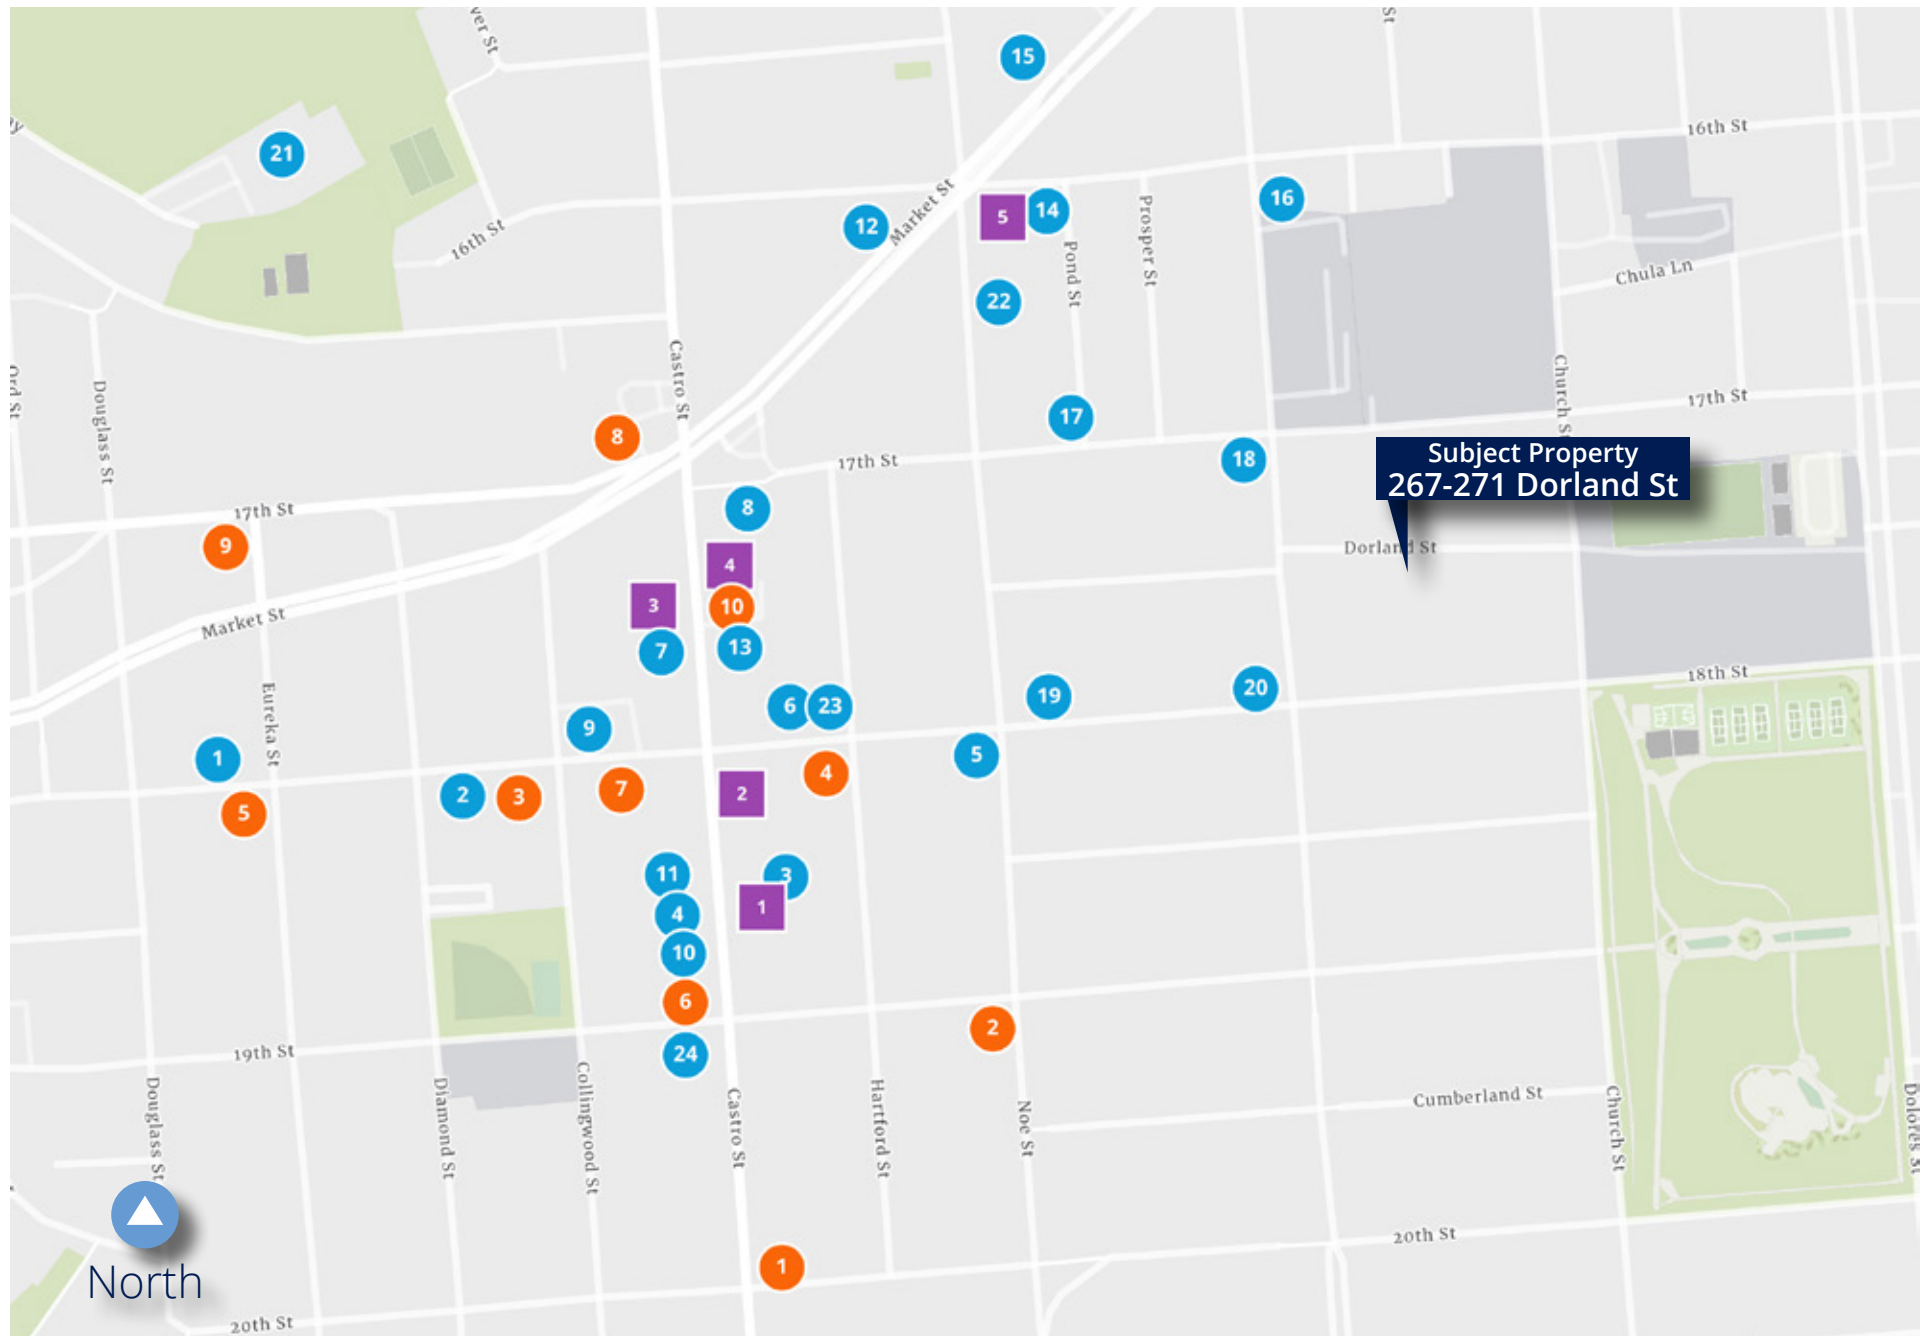 ver St
St
15
16th St
21
16th St
12
Market St
5
14
Pond St
Prosper St
16
Chula Ln
22
Castro St
Church St
Ord St
Douglass St
17th St
17
8
17th St
18
Subject Property
267-271 Dorland St
17th St
8
9
Dorland St
4
3
10
Market St
7
13
18th St
Eureka St
6
23
19
20
9
1
5
2
3
7
2
4
5
11
3
4
1
10
6
2
24
19th St
Douglass St
Diamond St
Collingwood St
Castro St
Hartford St
Noe St
Cumberland St
Church St
Dolores St
20th St
1
North
20th St